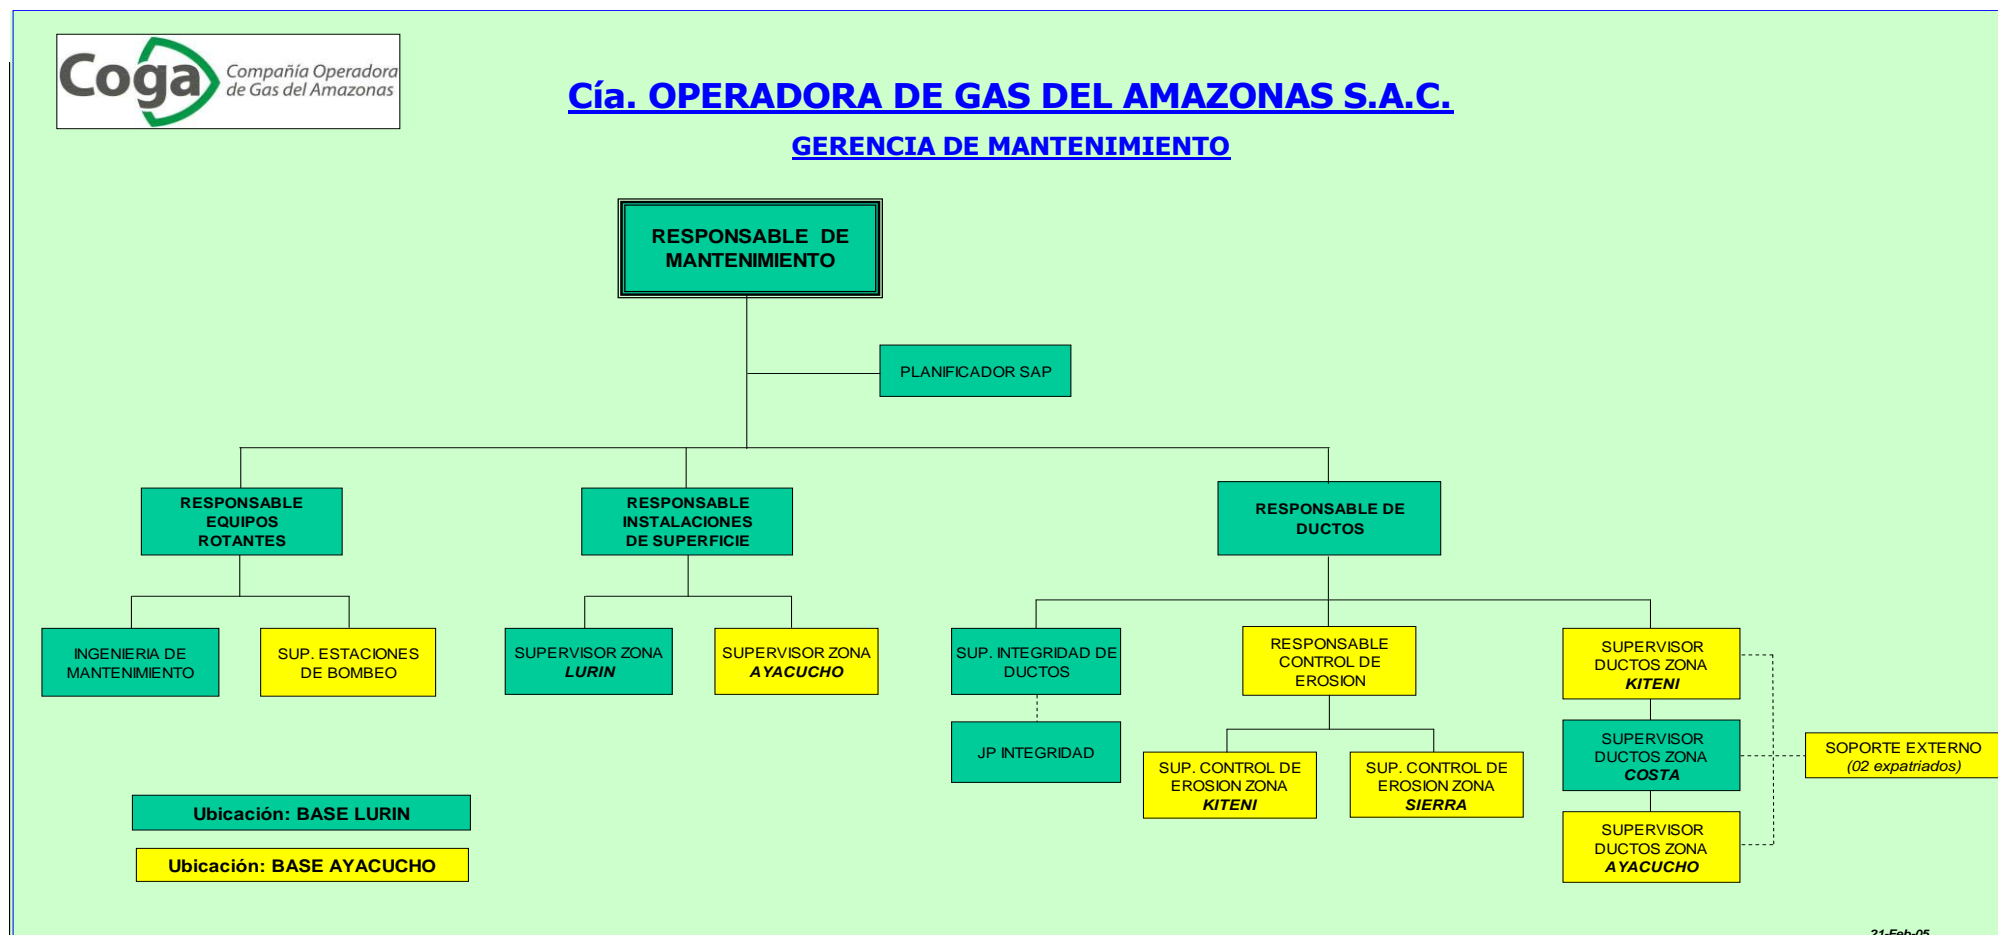 Coga Compañía Operadora
de Gas del Amazonas
Cía. OPERADORA DE GAS DEL AMAZONAS S.A.C.
GERENCIA DE MANTENIMIENTO
RESPONSABLE DE
MANTENIMIENTO
PLANIFICADOR SAP
RESPONSABLE
EQUIPOS
ROTANTES
RESPONSABLE
INSTALACIONES
DE SUPERFICIE
RESPONSABLE DE
DUCTOS
INGENIERIA DE
MANTENIMIENTO
SUP. ESTACIONES
DE BOMBEO
SUPERVISOR ZONA
LURIN
SUPERVISOR ZONA
AYACUCHO
SUP. INTEGRIDAD DE
DUCTOS
JP INTEGRIDAD
RESPONSABLE
CONTROL DE
EROSION
SUP. CONTROL DE
EROSION ZONA
KITENI
SUP. CONTROL DE
EROSION ZONA
SIERRA
SUPERVISOR
DUCTOS ZONA
KITENI
SUPERVISOR
DUCTOS ZONA
COSTA
SUPERVISOR
DUCTOS ZONA
AYACUCHO
SOPORTE EXTERNO
(02 expatriados)
Ubicación: BASE LURIN
Ubicación: BASE AYACUCHO
21-Feb-05